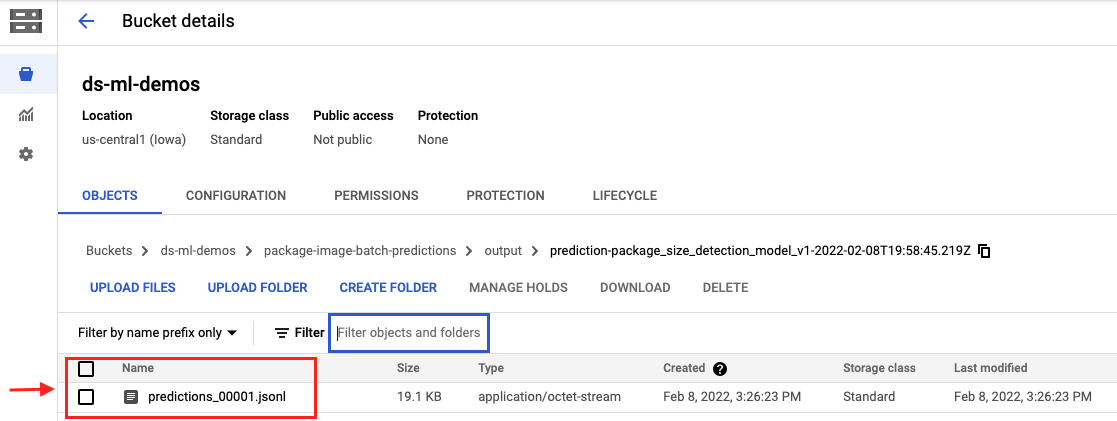 Bucket details
ds-ml-demos
Location Storage class Public access Protection
us-central1 (Iowa) Standard Not public None
OBJECTS CONFIGURATION PERMISSIONS PROTECTION LIFECYCLE
Buckets > ds-ml-demos > package-image-batch-predictions > output > prediction-package_size_detection_model_v1-2022-02-08T19:58:45.219Z
UPLOAD FILES UPLOAD FOLDER CREATE FOLDER MANAGE HOLDS DOWNLOAD DELETE
Filter by name prefix only Filter Filter objects and folders
Name Size Type Created ? Storage class Last modified
predictions_00001.jsonl 19.1 KB application/octet-stream Feb 8, 2022, 3:26:23 PM Standard Feb 8, 2022, 3:26:23 PM